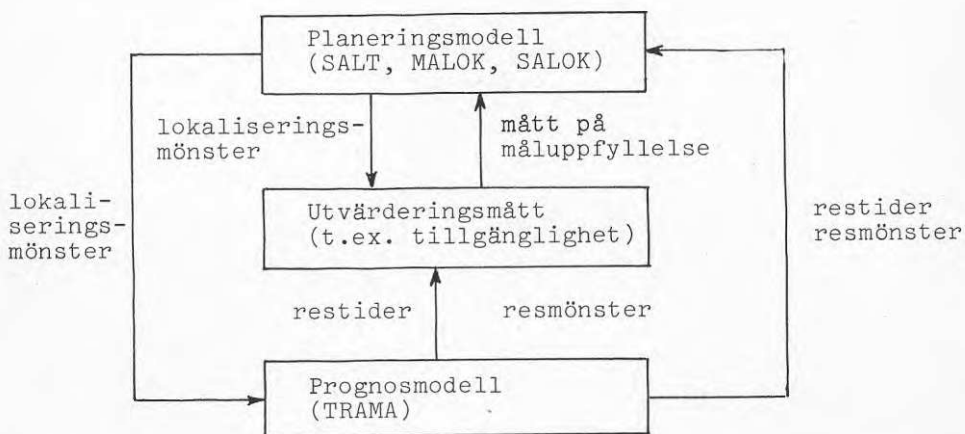 Planeringsmodell
(SALT, MALOK, SALOK)
lokaliserings-
mönster
mått på
måluppfyllelse
lokali-
serings-
mönster
Utvärderingsmått
(t.ex. tillgänglighet)
restider
resmönster
restider
resmönster
Prognosmodell
(TRAMA)